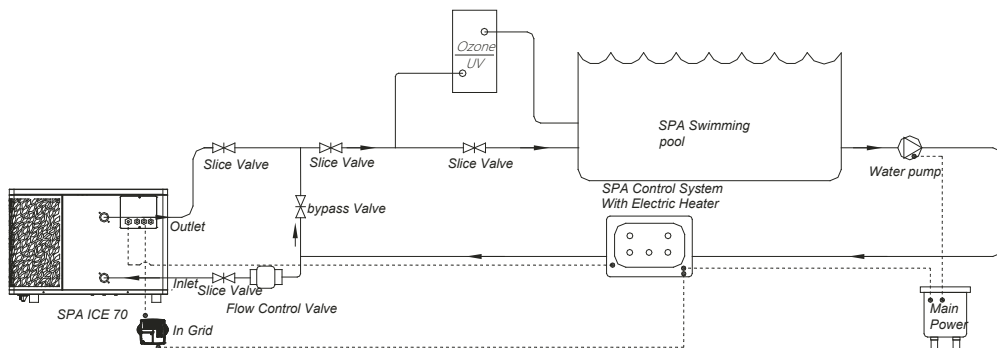 Ozone
UV
SPA Swimming
pool
Slice Valve
Slice Valve
Slice Valve
Water pump
SPA Control System
With Electric Heater
bypass Valve
Outlet
Inlet
Slice Valve
Flow Control Valve
SPA ICE 70
In Grid
Main
Power